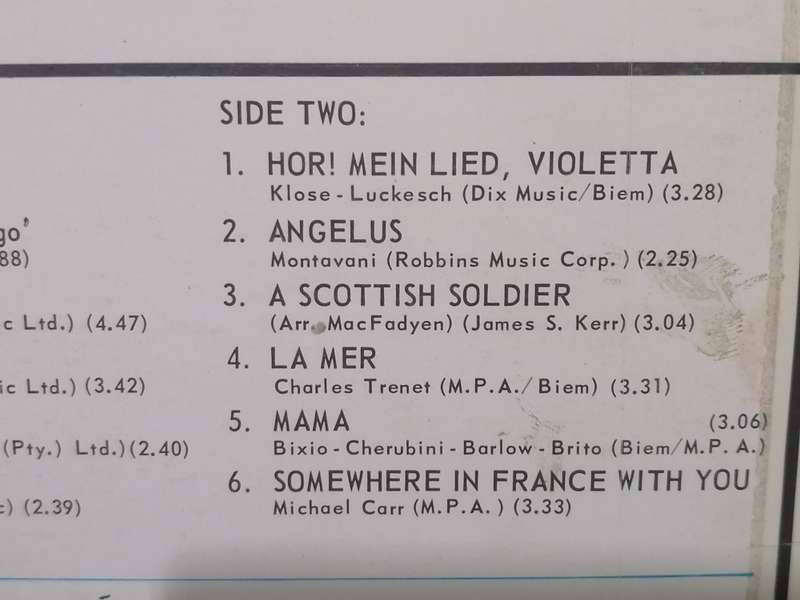 SIDE TWO:
1. HOR! MEIN LIED, VIOLETTA
Klose - Luckesch (Dix Music/Biem) (3.28)
go'
88)
2. ANGELUS
Montavani (Robbins Music Corp. ) (2.25)
3. A SCOTTISH SOLDIER
c Ltd.) (4.47)
(Arr. MacFadyen) (James S. Kerr) (3.04)
4. LA MER
ic Ltd.) (3.42)
Charles Trenet (M.P.A./Biem) (3.31)
5. MAMA (3.06)
(Pty.) Ltd.)(2.40)
Bixio - Cherubini - Barlow - Brito (Biem/M.P. A.)
6. SOMEWHERE IN FRANCE WITH YOU
c) (2.39)
Michael Carr (M.P.A. ) (3.33)